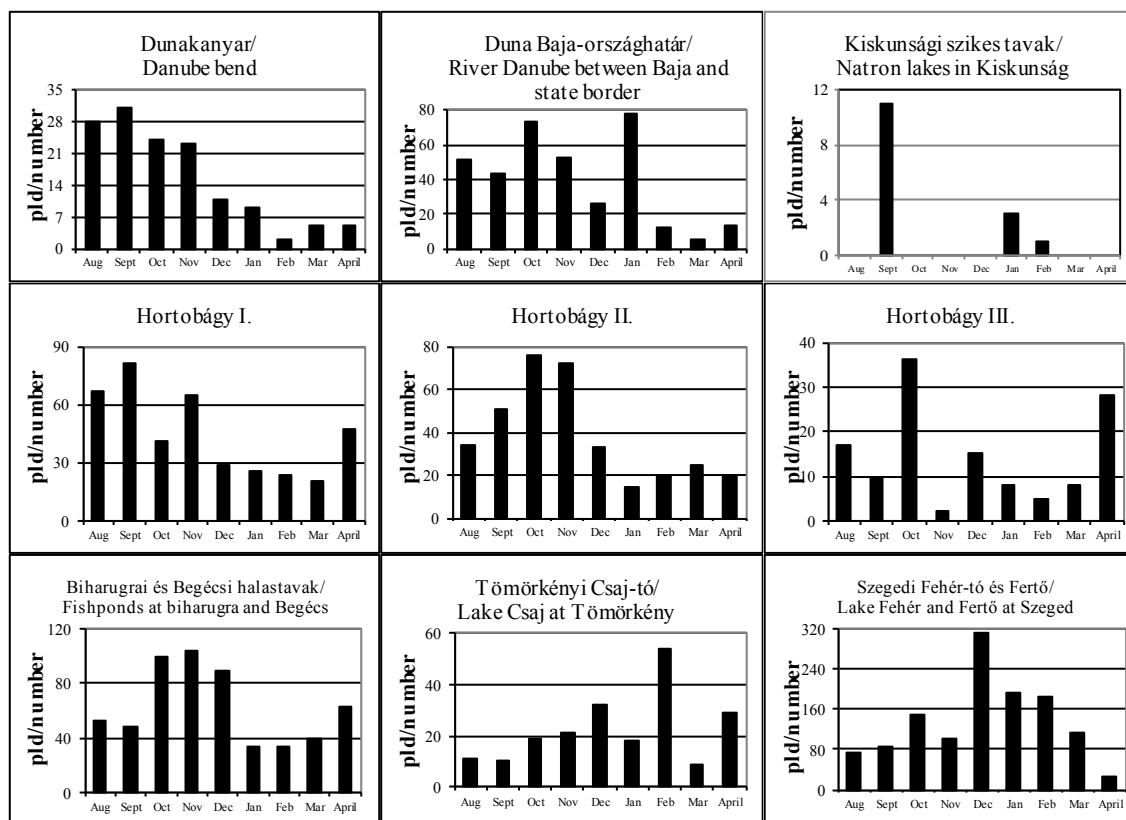 Dunakanyar/
Danube bend
pld/number
35
28
21
14
7
0
Aug Sept Oct Nov Dec Jan Feb Mar April
Duna Baja-országhatár/
River Danube between Baja and
state border
pld/number
80
60
40
20
0
Aug Sept Oct Nov Dec Jan Feb Mar April
Kiskunsági szikes tavak/
Natron lakes in Kiskunság
pld/number
12
8
4
0
Aug Sept Oct Nov Dec Jan Feb Mar April
Hortobágy I.
pld/number
90
60
30
0
Aug Sept Oct Nov Dec Jan Feb Mar April
Hortobágy II.
pld/number
80
60
40
20
0
Aug Sept Oct Nov Dec Jan Feb Mar April
Hortobágy III.
pld/number
40
30
20
10
0
Aug Sept Oct Nov Dec Jan Feb Mar April
Biharugrai és Begécsi halastavak/
Fishponds at biharugra and Begécs
pld/number
120
80
40
0
Aug Sept Oct Nov Dec Jan Feb Mar April
Tömörkényi Csaj-tó/
Lake Csaj at Tömörkény
pld/number
60
40
20
0
Aug Sept Oct Nov Dec Jan Feb Mar April
Szegedi Fehér-tó és Fertő/
Lake Fehér and Fertő at Szeged
pld/number
320
240
160
80
0
Aug Sept Oct Nov Dec Jan Feb Mar April